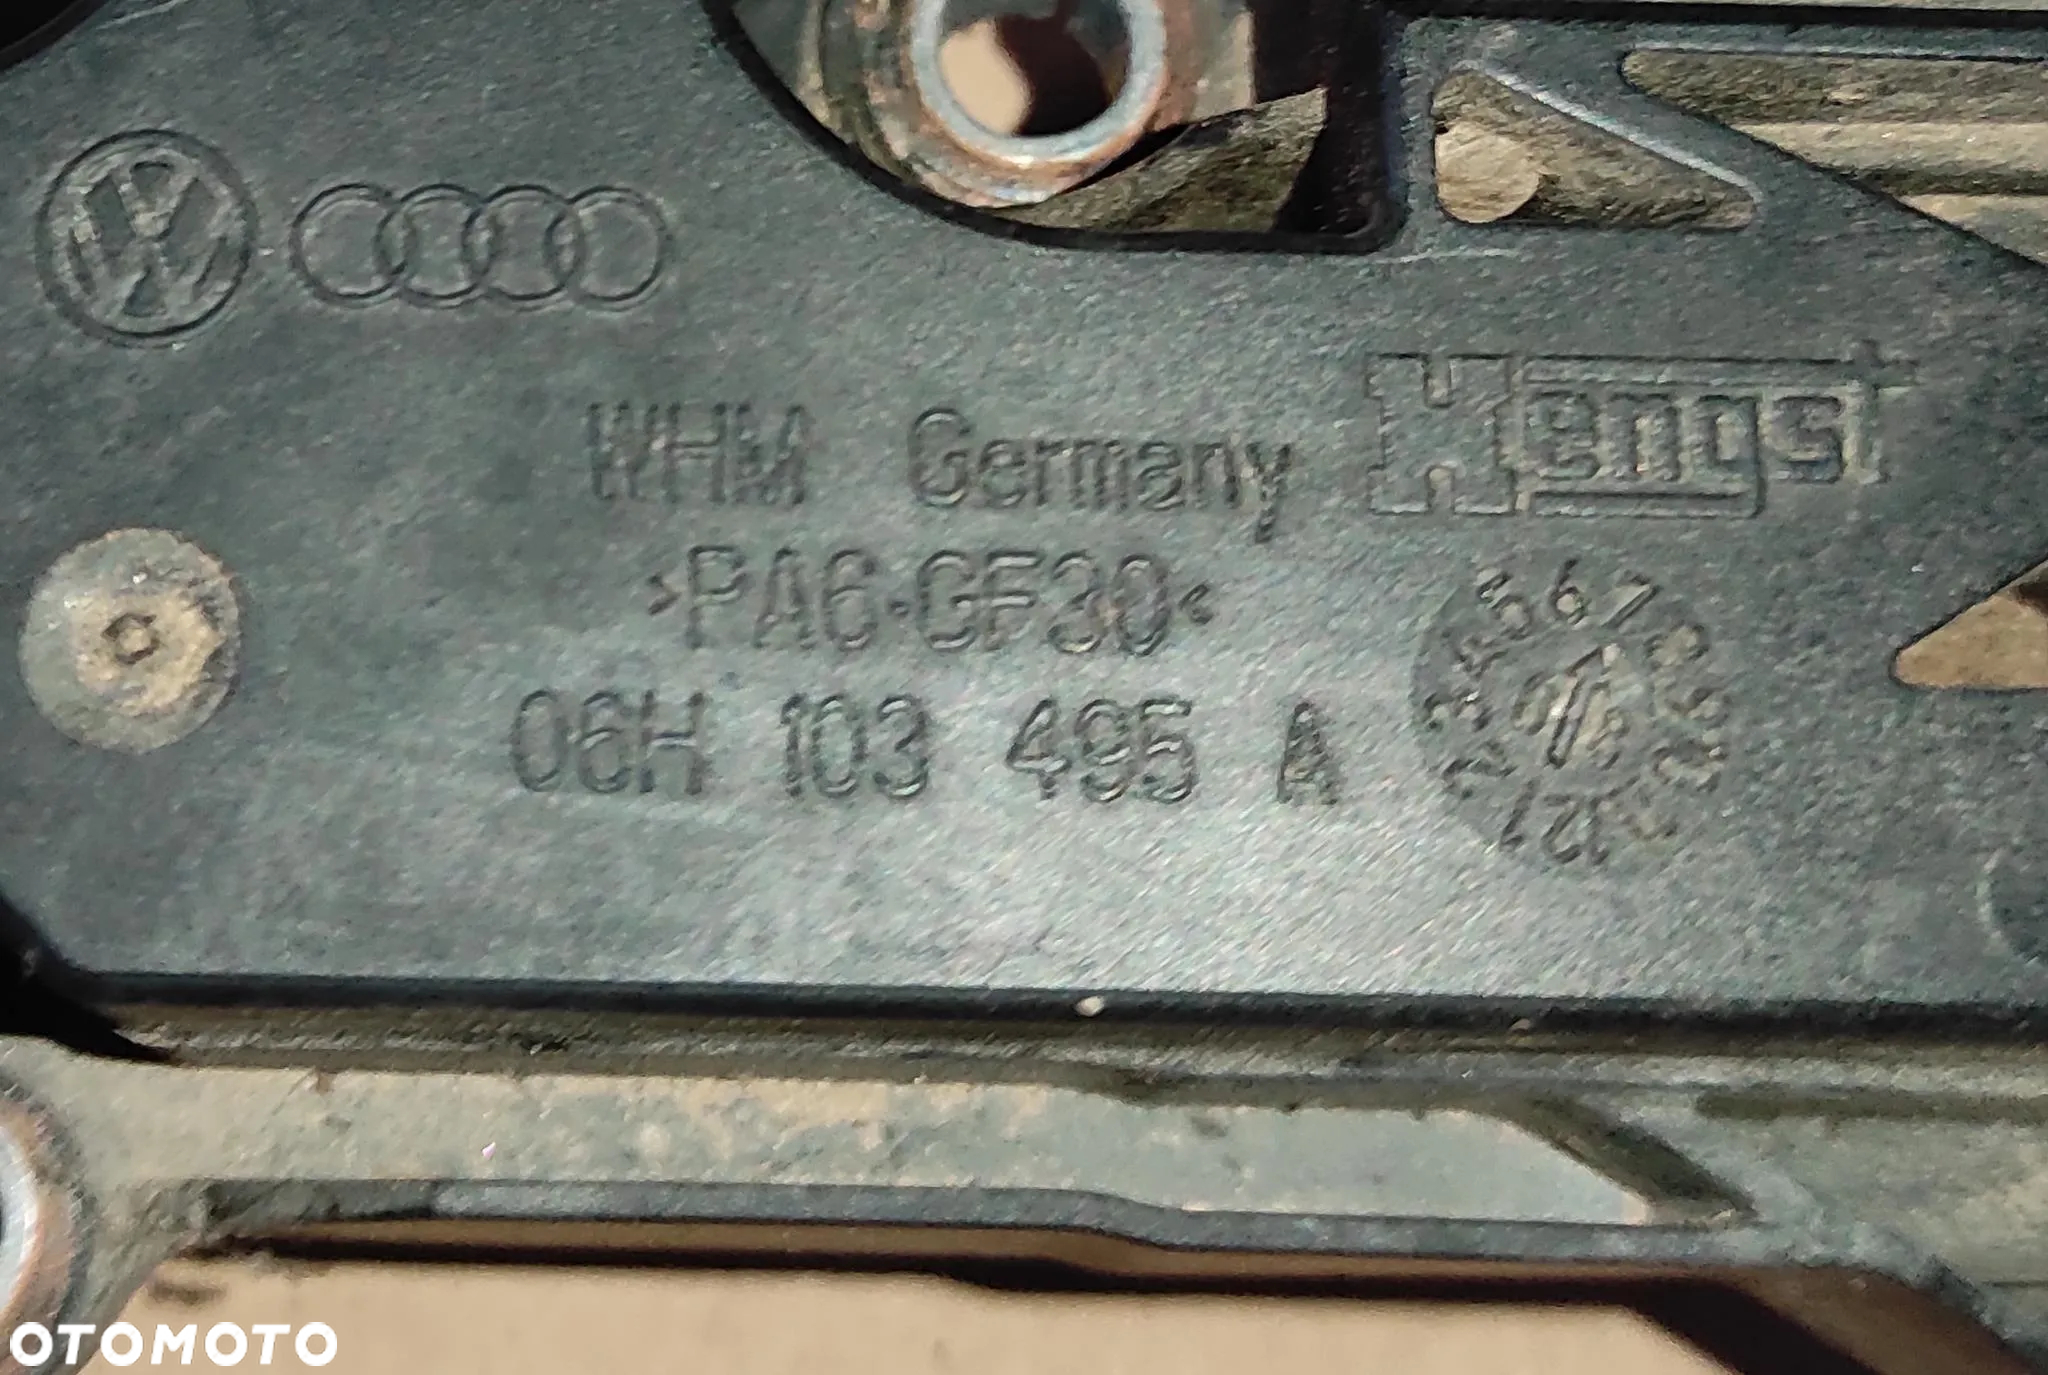 WHM Germany Hengst
>PA6·GF30<
06H 103 495 A
OTOMOTO